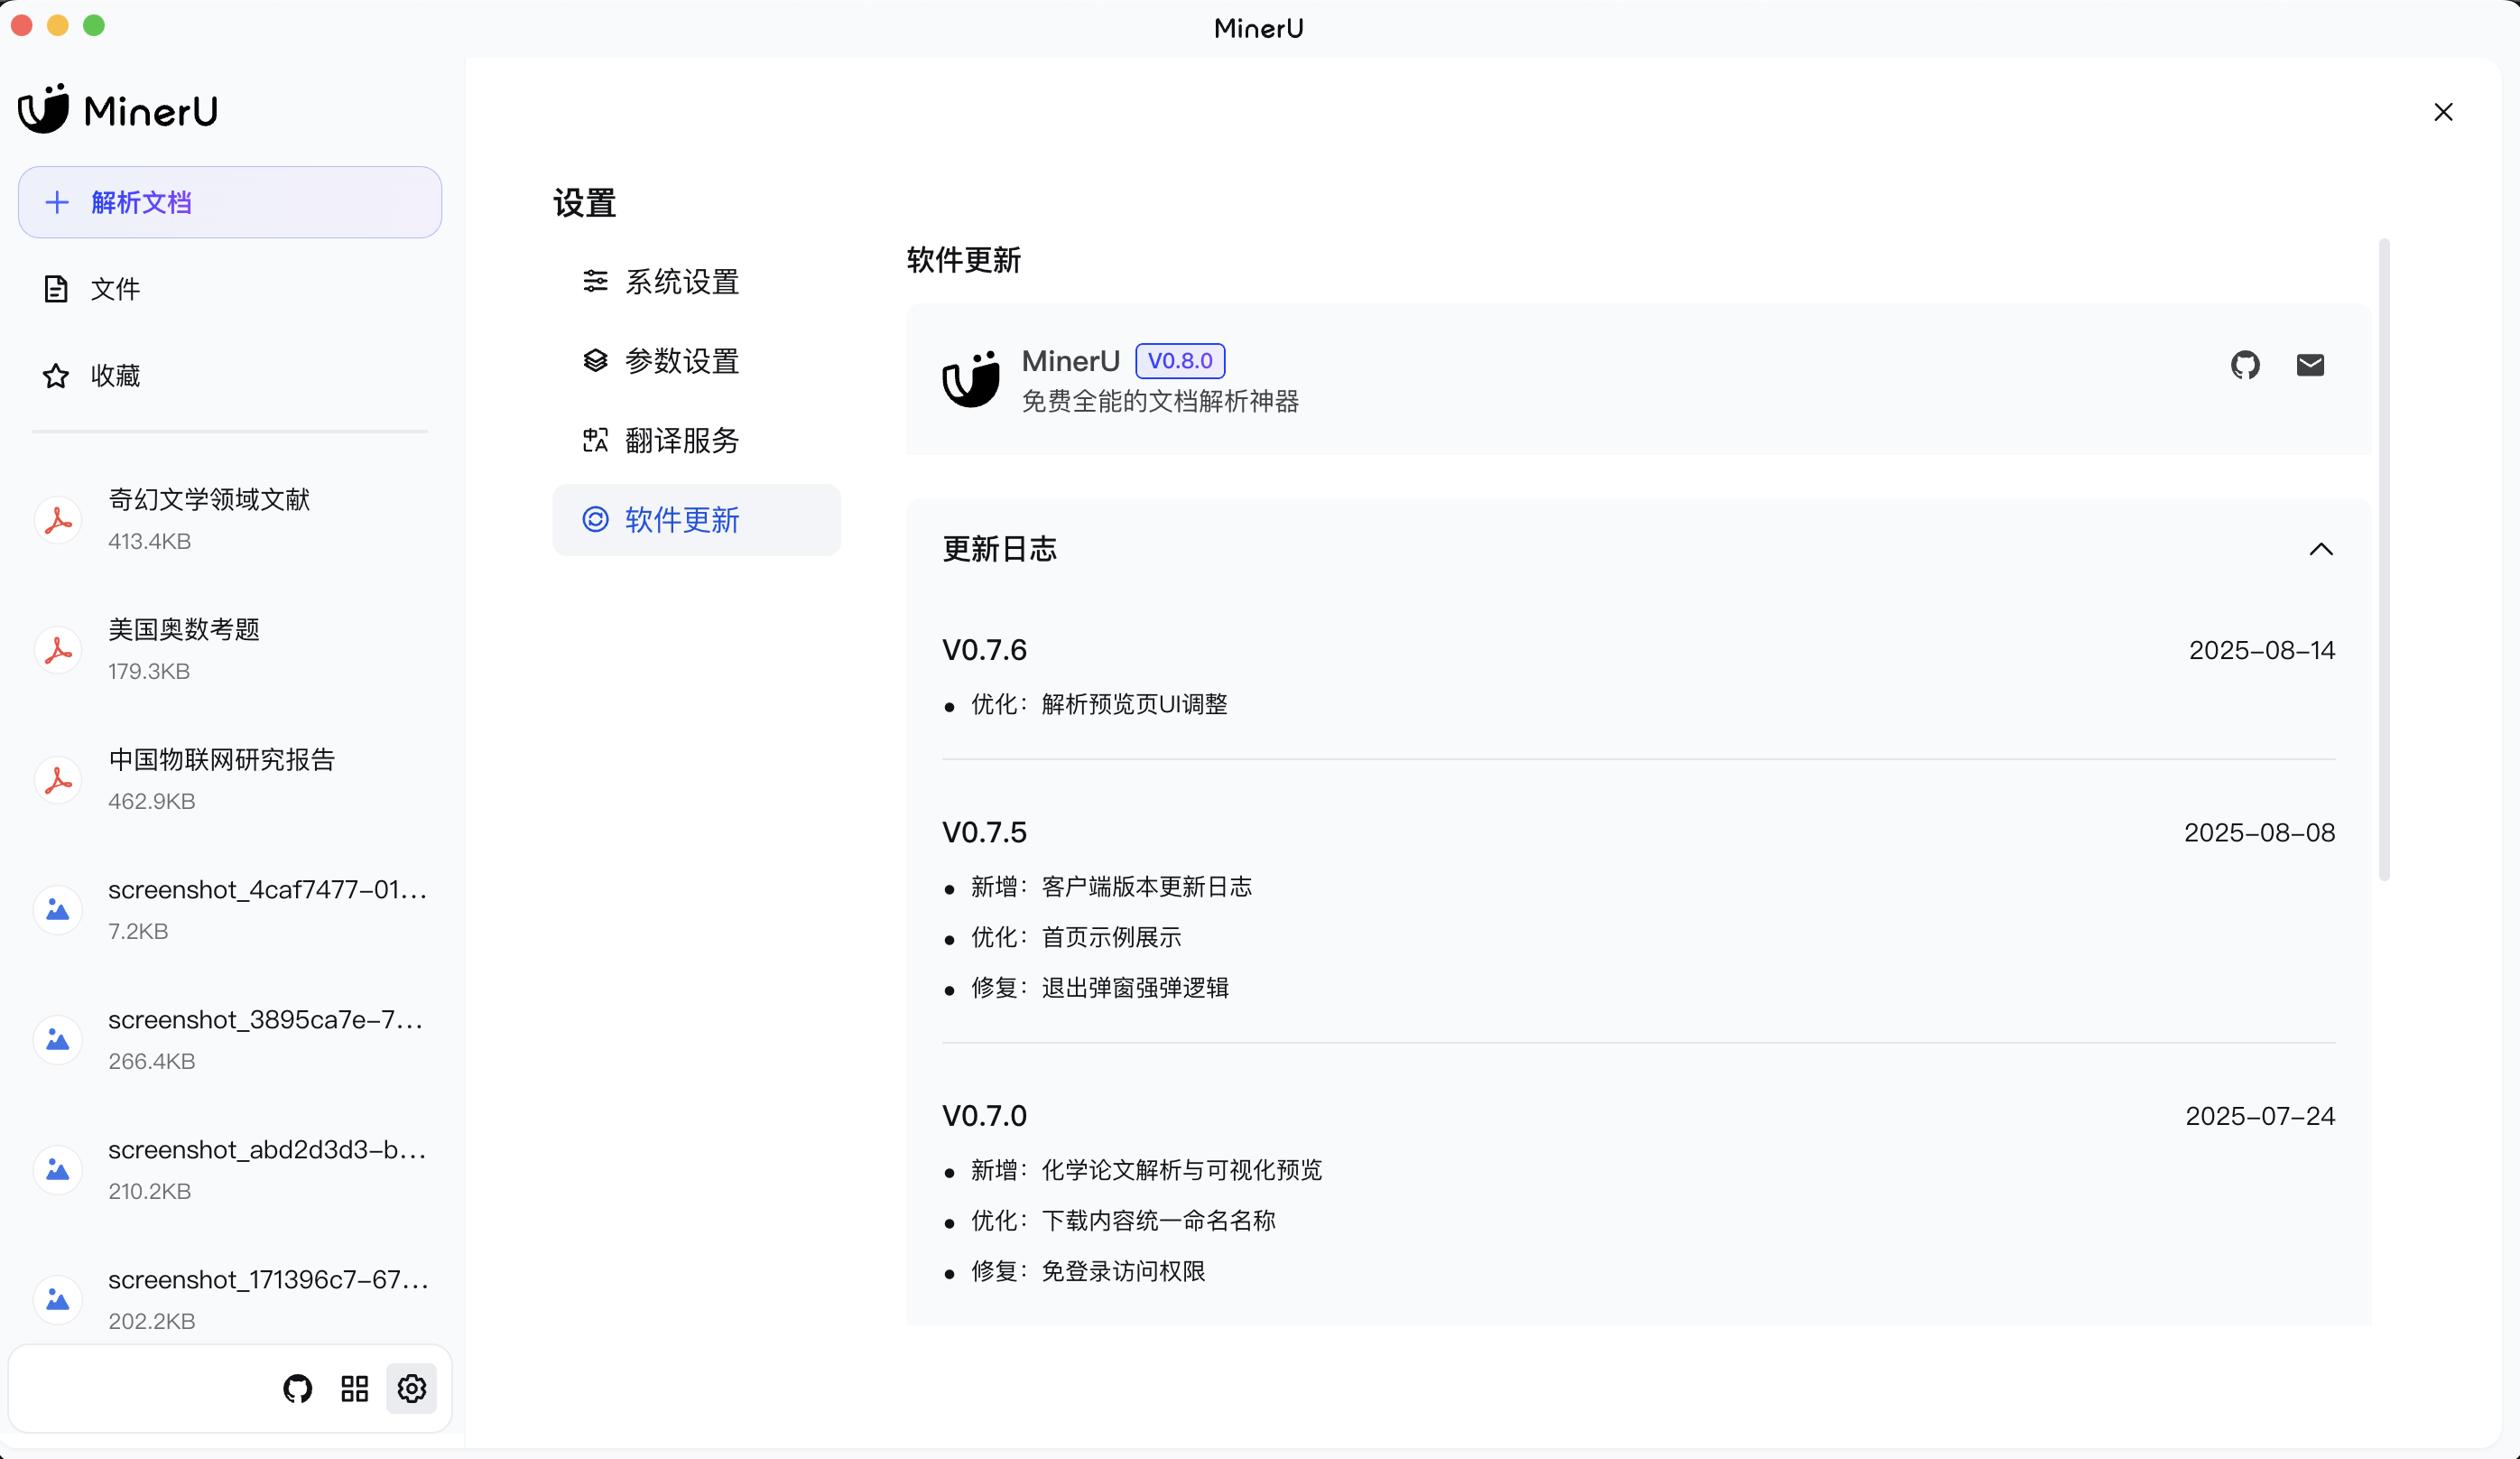 MinerU
MinerU
解析文档
文件
收藏
奇幻文学领域文献
413.4KB
美国奥数考题
179.3KB
中国物联网研究报告
462.9KB
screenshot_4caf7477-01...
7.2KB
screenshot_3895ca7e-7...
266.4KB
screenshot_abd2d3d3-b...
210.2KB
screenshot_171396c7-67...
202.2KB
设置
系统设置
参数设置
翻译服务
软件更新
软件更新
MinerU V0.8.0
免费全能的文档解析神器
更新日志
V0.7.6 2025-08-14
• 优化：解析预览页UI调整
V0.7.5 2025-08-08
• 新增：客户端版本更新日志
• 优化：首页示例展示
• 修复：退出弹窗强弹逻辑
V0.7.0 2025-07-24
• 新增：化学论文解析与可视化预览
• 优化：下载内容统一命名名称
• 修复：免登录访问权限